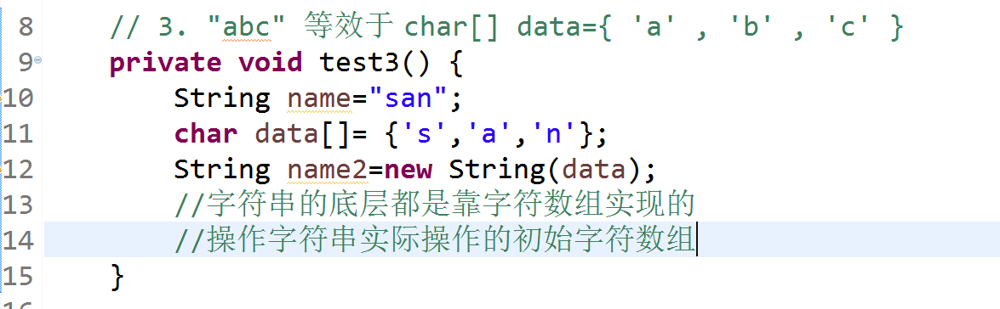 8 // 3. "abc" 等效于 char[] data={ 'a' , 'b' , 'c' }
9 private void test3() {
10 String name="san";
11 char data[]= {'s','a','n'};
12 String name2=new String(data);
13 //字符串的底层都是靠字符数组实现的
14 //操作字符串实际操作的初始字符数组
15 }